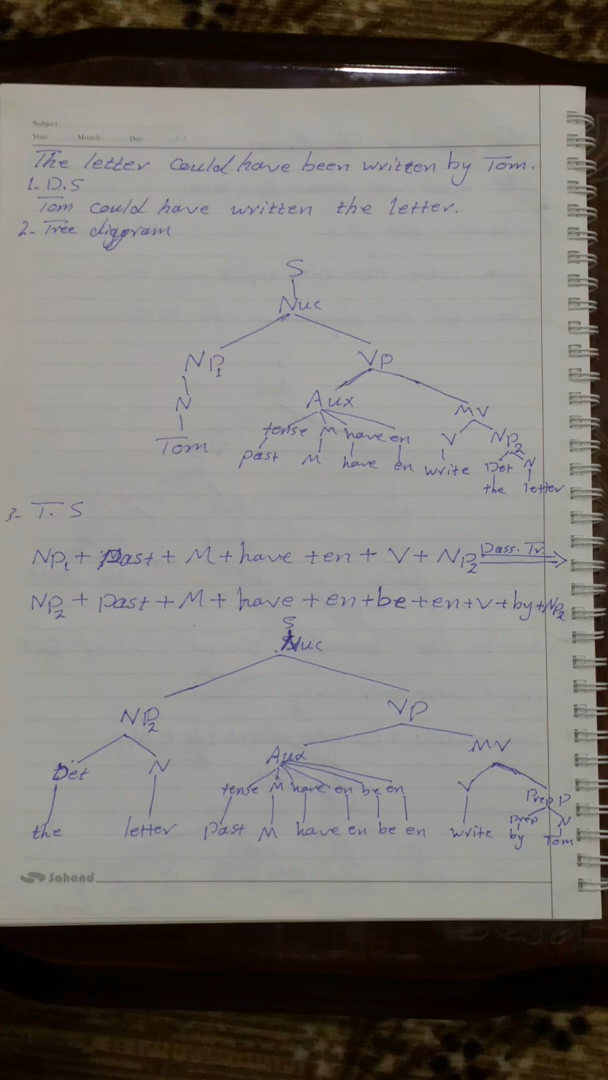 Subject:
Year. Month. Day.
The letter could have been written by Tom.
1- D.S
Tom could have written the letter.
2- Tree diagram
S
Nuc
NP1 VP
N Aux MV
Tom tense M have en V NP2
past M have en write Det N
the letter
3- T.S
NP1 + past + M + have + en + V + NP2 Pass. Tr.
NP2 + past + M + have + en + be + en + V + by + NP2
S
Nuc
NP2 VP
Det N Aux MV
tense M have en be en V Prep P
the letter past M have en be en write Prep N
by Tom
Sahand